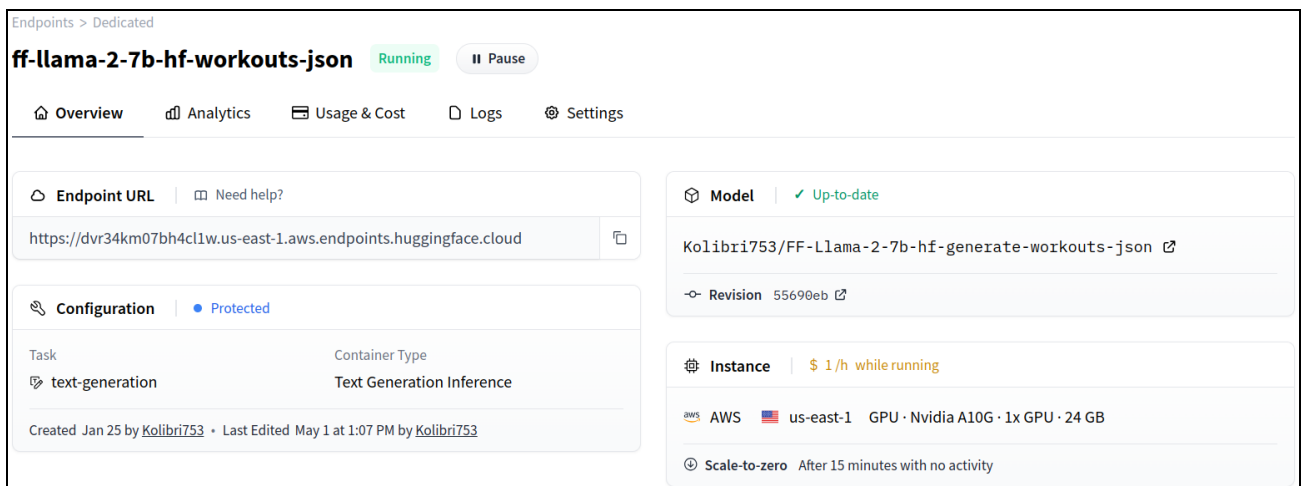 Endpoints > Dedicated
ff-llama-2-7b-hf-workouts-json Running Pause
Overview Analytics Usage & Cost Logs Settings
Endpoint URL Need help?
https://dvr34km07bh4cl1w.us-east-1.aws.endpoints.huggingface.cloud
Configuration • Protected
Task Container Type
text-generation Text Generation Inference
Created Jan 25 by Kolibri753 • Last Edited May 1 at 1:07 PM by Kolibri753
Model ✓ Up-to-date
Kolibri753/FF-Llama-2-7b-hf-generate-workouts-json
Revision 55690eb
Instance $ 1/h while running
aws AWS us-east-1 GPU · Nvidia A10G · 1x GPU · 24 GB
Scale-to-zero After 15 minutes with no activity